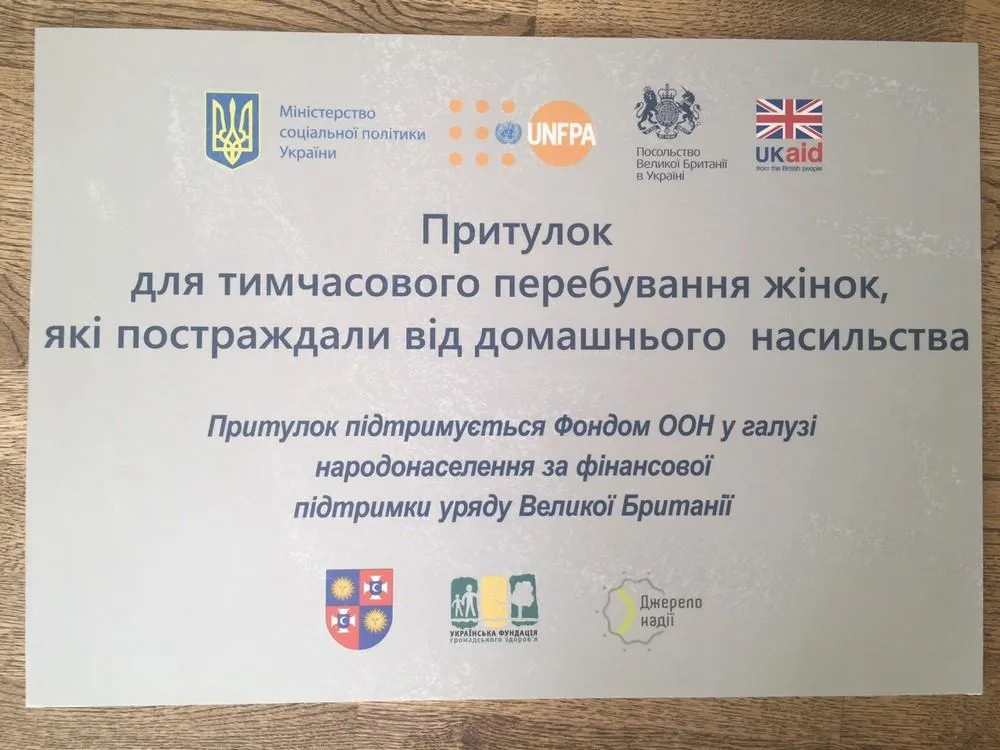 Міністерство
соціальної політики
України
UNFPA
Посольство
Великої Британії
в Україні
UKaid
from the British people
Притулок
для тимчасового перебування жінок,
які постраждали від домашнього насильства
Притулок підтримується Фондом ООН у галузі
народонаселення за фінансової
підтримки уряду Великої Британії
УКРАЇНСЬКА ФУНДАЦІЯ
громадського здоров'я
Джерело
надії